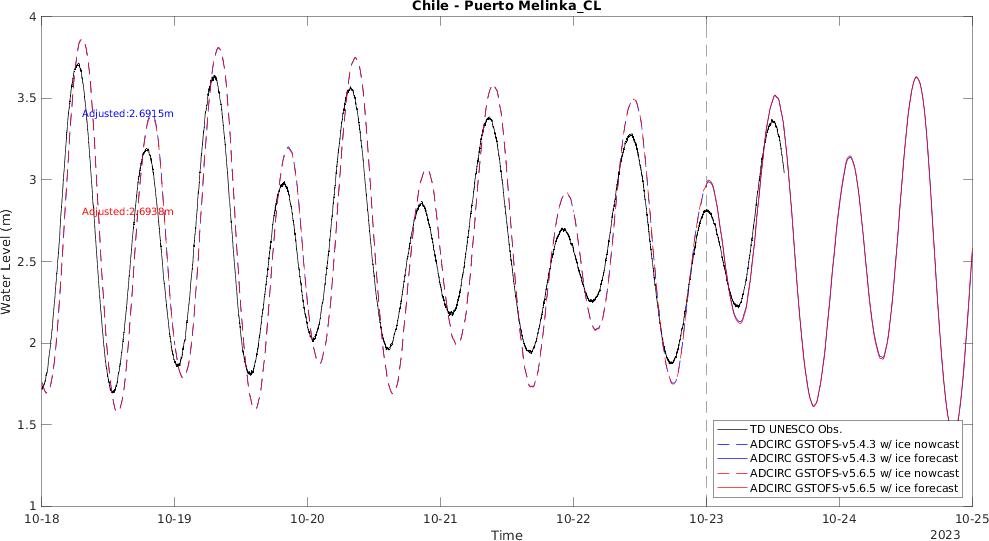 Chile - Puerto Melinka_CL
4
3.5
3
2.5
2
1.5
1
Water Level (m)
Adjusted:2.6915m
Adjusted:2.6938m
TD UNESCO Obs.
ADCIRC GSTOFS-v5.4.3 w/ ice nowcast
ADCIRC GSTOFS-v5.4.3 w/ ice forecast
ADCIRC GSTOFS-v5.6.5 w/ ice nowcast
ADCIRC GSTOFS-v5.6.5 w/ ice forecast
10-18 10-19 10-20 10-21 10-22 10-23 10-24 10-25
Time
2023